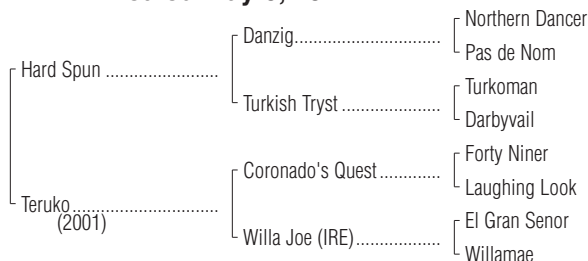 Northern Dancer
Danzig..............................
Pas de Nom
Hard Spun .............................
Turkoman
Turkish Tryst .........................
Darbyvail
Forty Niner
Coronado's Quest..................
Laughing Look
Teruko......................................
(2001)
El Gran Senor
Willa Joe (IRE)......................
Willamae